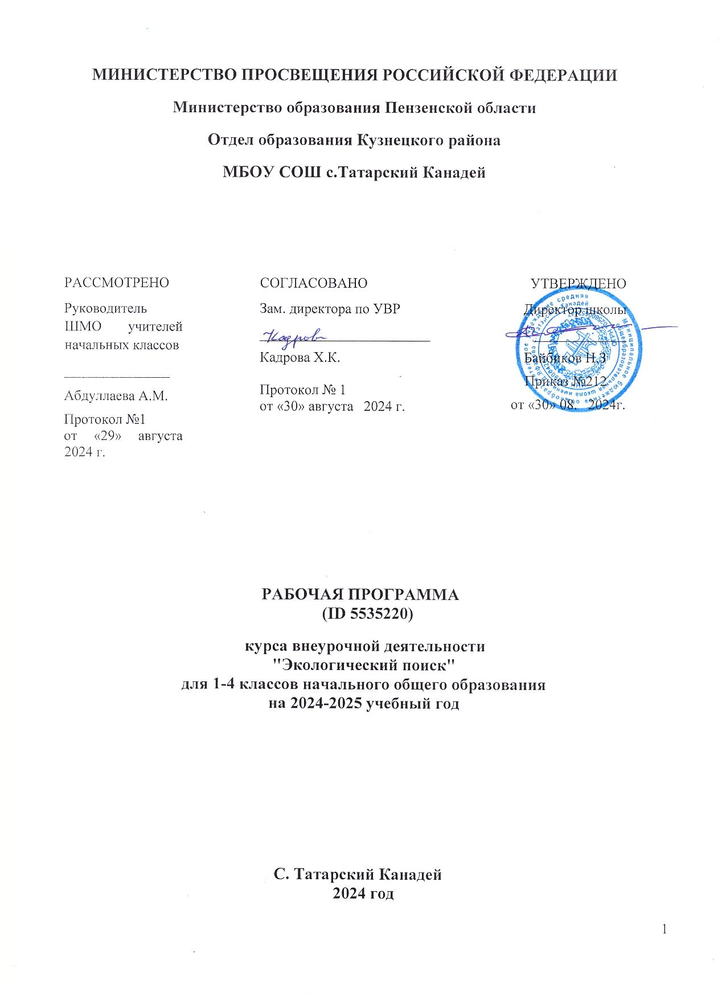 МИНИСТЕРСТВО ПРОСВЕЩЕНИЯ РОССИЙСКОЙ ФЕДЕРАЦИИ
Министерство образования Пензенской области
Отдел образования Кузнецкого района
МБОУ СОШ с.Татарский Канадей
РАССМОТРЕНО
Руководитель
ШМО учителей
начальных классов
Абдуллаева А.М.
Протокол №1
от «29» августа
2024 г.
СОГЛАСОВАНО
Зам. директора по УВР
Кадрова Х.К.
Протокол № 1
от «30» августа 2024 г.
УТВЕРЖДЕНО
Директор школы
Байбиков Н.З
Приказ №212
от «30» 08. 2024г.
РАБОЧАЯ ПРОГРАММА
(ID 5535220)
курса внеурочной деятельности
"Экологический поиск"
для 1-4 классов начального общего образования
на 2024-2025 учебный год
С. Татарский Канадей
2024 год
1